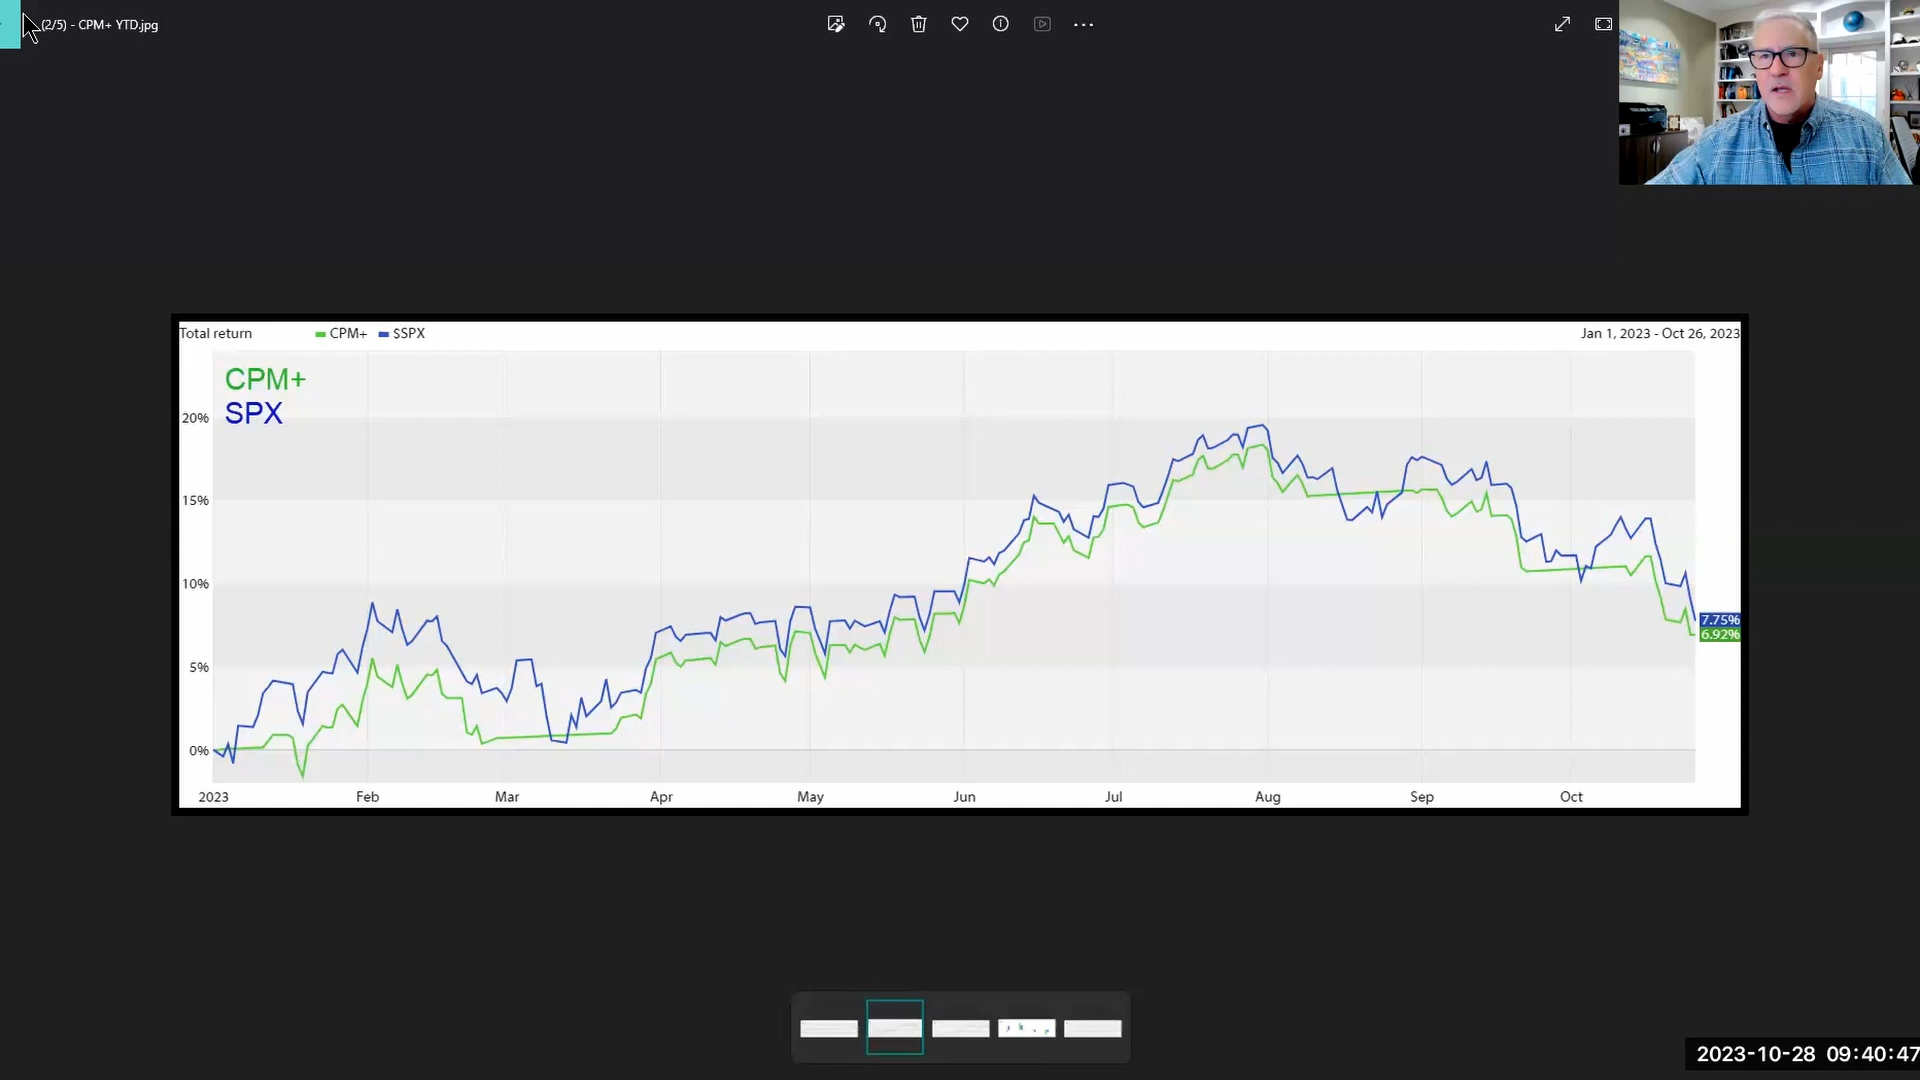 (2/5) - CPM+ YTD.jpg
Total return CPM+ $SPX Jan 1, 2023 - Oct 26, 2023
CPM+
SPX
20%
15%
10%
5%
0%
7.75%
6.92%
2023 Feb Mar Apr May Jun Jul Aug Sep Oct
2023-10-28 09:40:47